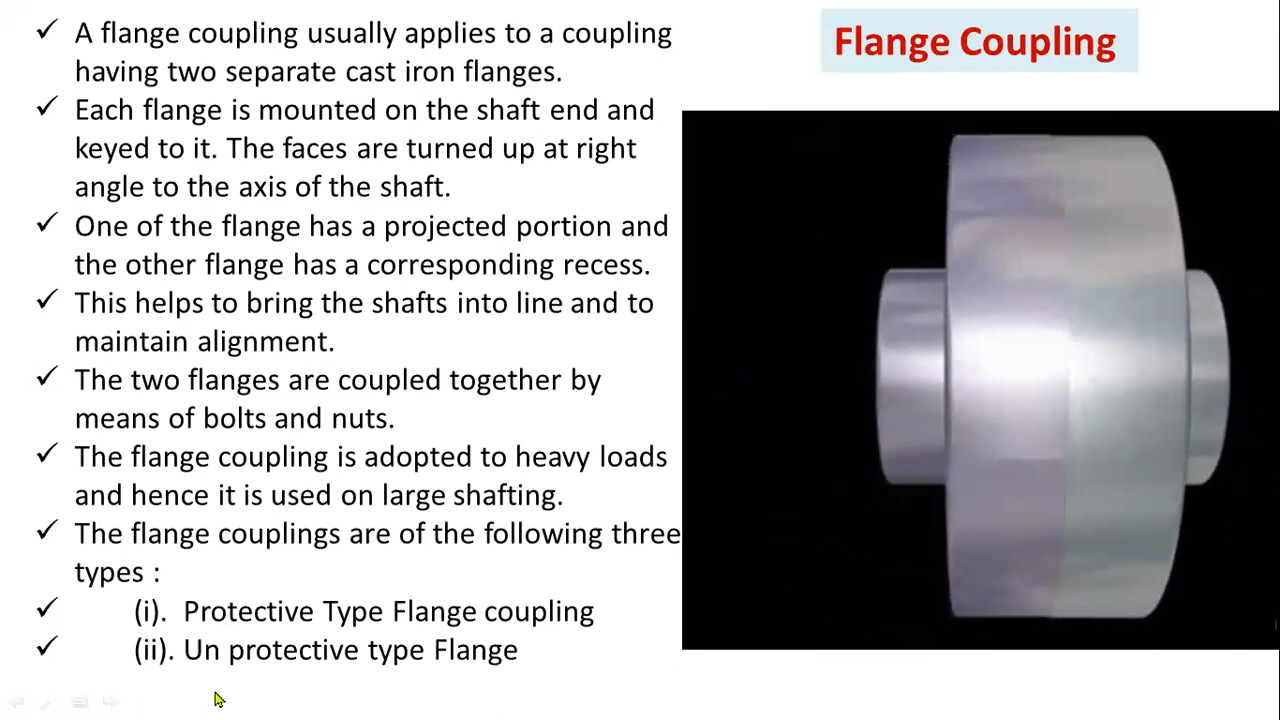 Flange Coupling
✓ A flange coupling usually applies to a coupling
having two separate cast iron flanges.
✓ Each flange is mounted on the shaft end and
keyed to it. The faces are turned up at right
angle to the axis of the shaft.
✓ One of the flange has a projected portion and
the other flange has a corresponding recess.
✓ This helps to bring the shafts into line and to
maintain alignment.
✓ The two flanges are coupled together by
means of bolts and nuts.
✓ The flange coupling is adopted to heavy loads
and hence it is used on large shafting.
✓ The flange couplings are of the following three
types :
✓ (i). Protective Type Flange coupling
✓ (ii). Un protective type Flange